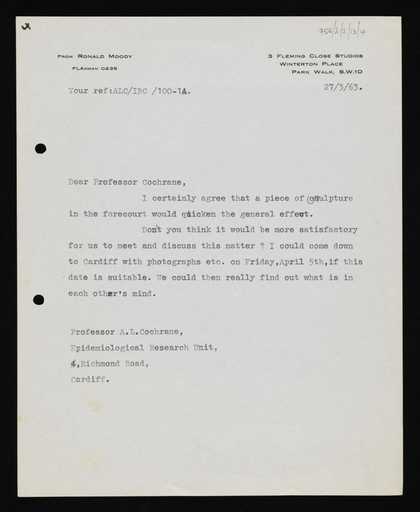 FROM RONALD MOODY
FLAXMAN 0235
3 FLEMING CLOSE STUDIOS
WINTERTON PLACE
PARK WALK, S.W.10
Your ref:ALC/IBC /100-1A.
27/3/63.
Dear Professor Cochrane,
I certainly agree that a piece of sculpture
in the forecourt would quicken the general effect.
Don't you think it would be more satisfactory
for us to meet and discuss this matter ? I could come down
to Cardiff with photographs etc. on Friday,April 5th,if this
date is suitable. We could then really find out what is in
each other's mind.
Professor A.L.Cochrane,
Epidemiological Research Unit,
4,Richmond Road,
Cardiff.